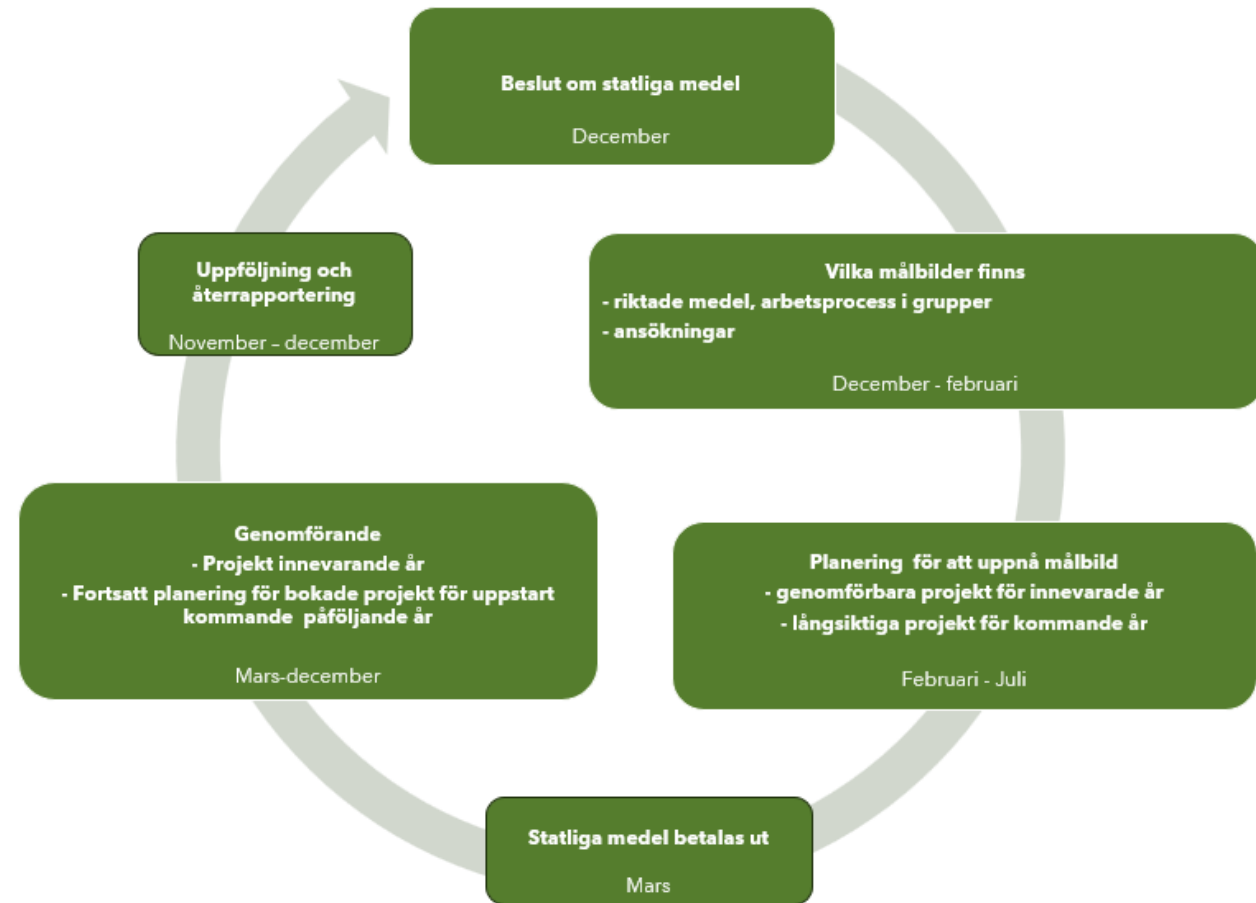 Beslut om statliga medel
December
Vilka målbilder finns
- riktade medel, arbetsprocess i grupper
- ansökningar
December - februari
Planering för att uppnå målbild
- genomförbara projekt för innevarade år
- långsiktiga projekt för kommande år
Februari - Juli
Statliga medel betalas ut
Mars
Genomförande
- Projekt innevarande år
- Fortsatt planering för bokade projekt för uppstart
kommande påföljande år
Mars-december
Uppföljning och
återrapportering
November – december